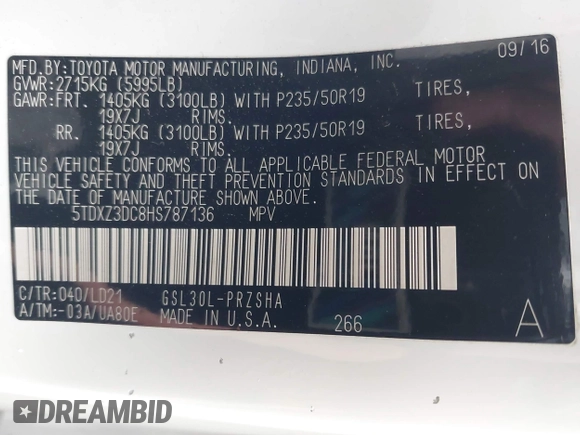 09/16
MFD.BY:TOYOTA MOTOR MANUFACTURING, INDIANA, INC.
GVWR:2715KG (5995LB)
GAWR:FRT. 1405KG (3100LB) WITH P235/50R19 TIRES,
19X7J RIMS.
RR. 1405KG (3100LB) WITH P235/50R19 TIRES,
19X7J RIMS.
THIS VEHICLE CONFORMS TO ALL APPLICABLE FEDERAL MOTOR
VEHICLE SAFETY AND THEFT PREVENTION STANDARDS IN EFFECT ON
THE DATE OF MANUFACTURE SHOWN ABOVE.
5TDXZ3DC8HS787136 MPV
C/TR:040/LD21 GSL30L-PRZSHA
A/TM:-03A/UA80E MADE IN U.S.A. 266 A
DREAMBID